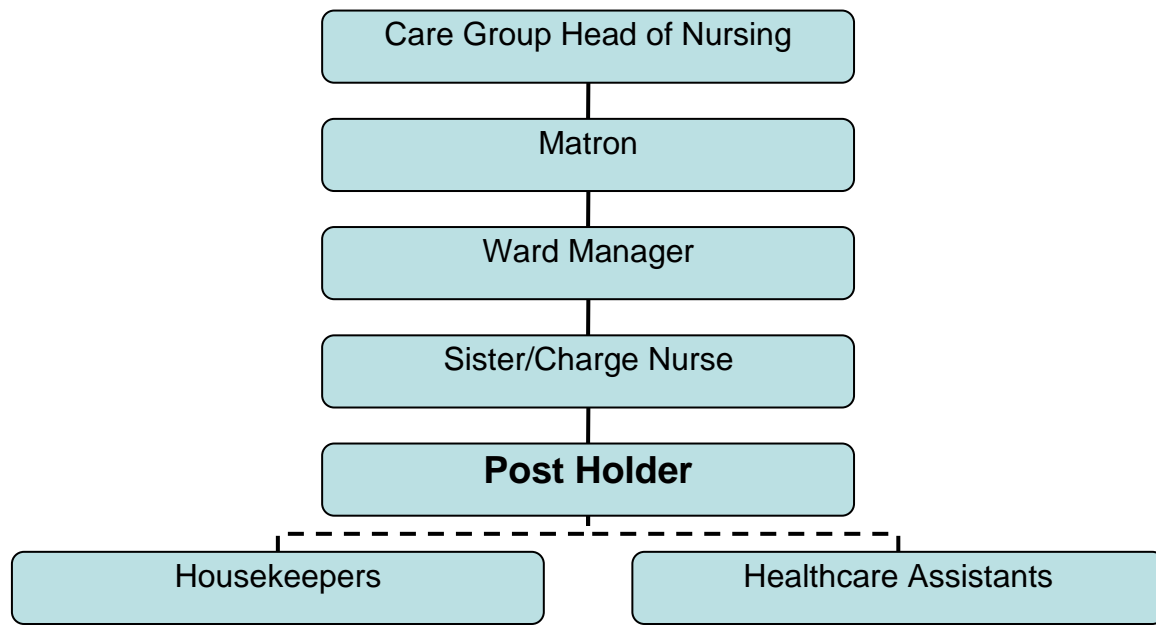 Care Group Head of Nursing
Matron
Ward Manager
Sister/Charge Nurse
Post Holder
Housekeepers
Healthcare Assistants